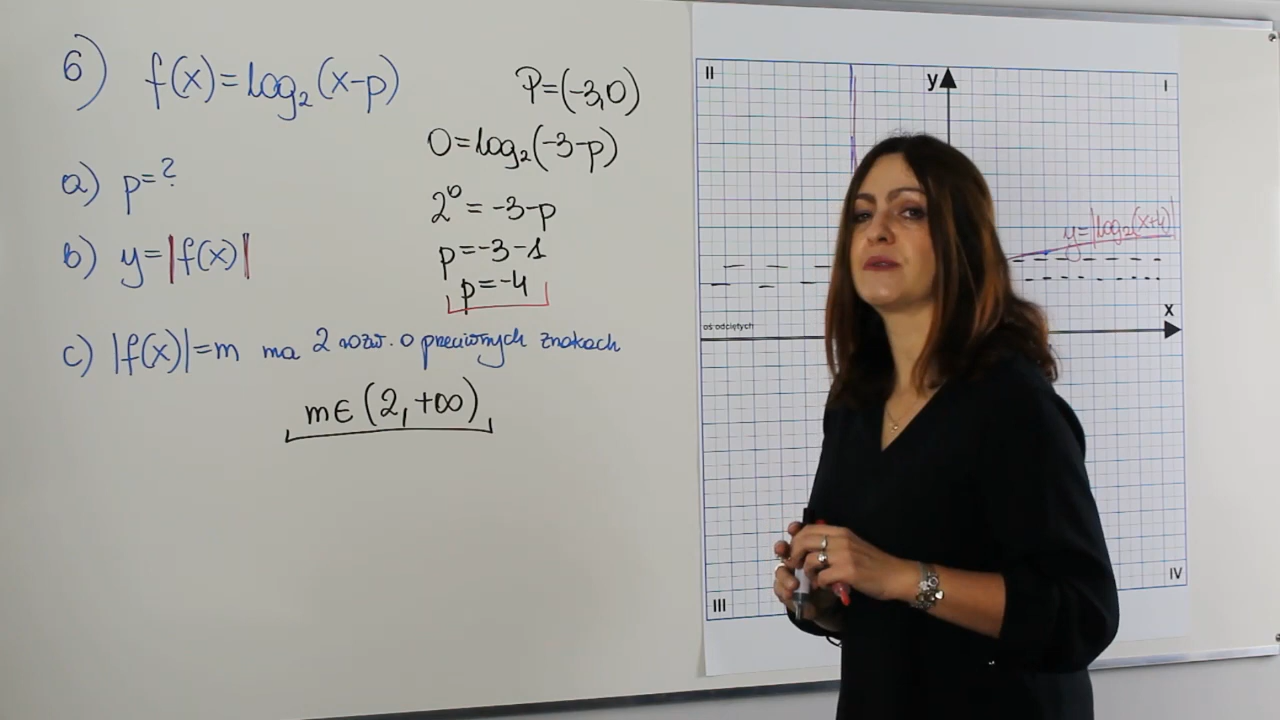 6) f(x)=log₂(x-p)
P=(-3,0)
0=log₂(-3-p)
a) p=?
2⁰=-3-p
b) y=|f(x)|
p=-3-1
p=-4
c) |f(x)|=m ma 2 rozw. o przeciwnych znakach
m∈(2,+∞)
II
y
I
y=|log₂(x+4)|
x
oś odciętych
III
IV